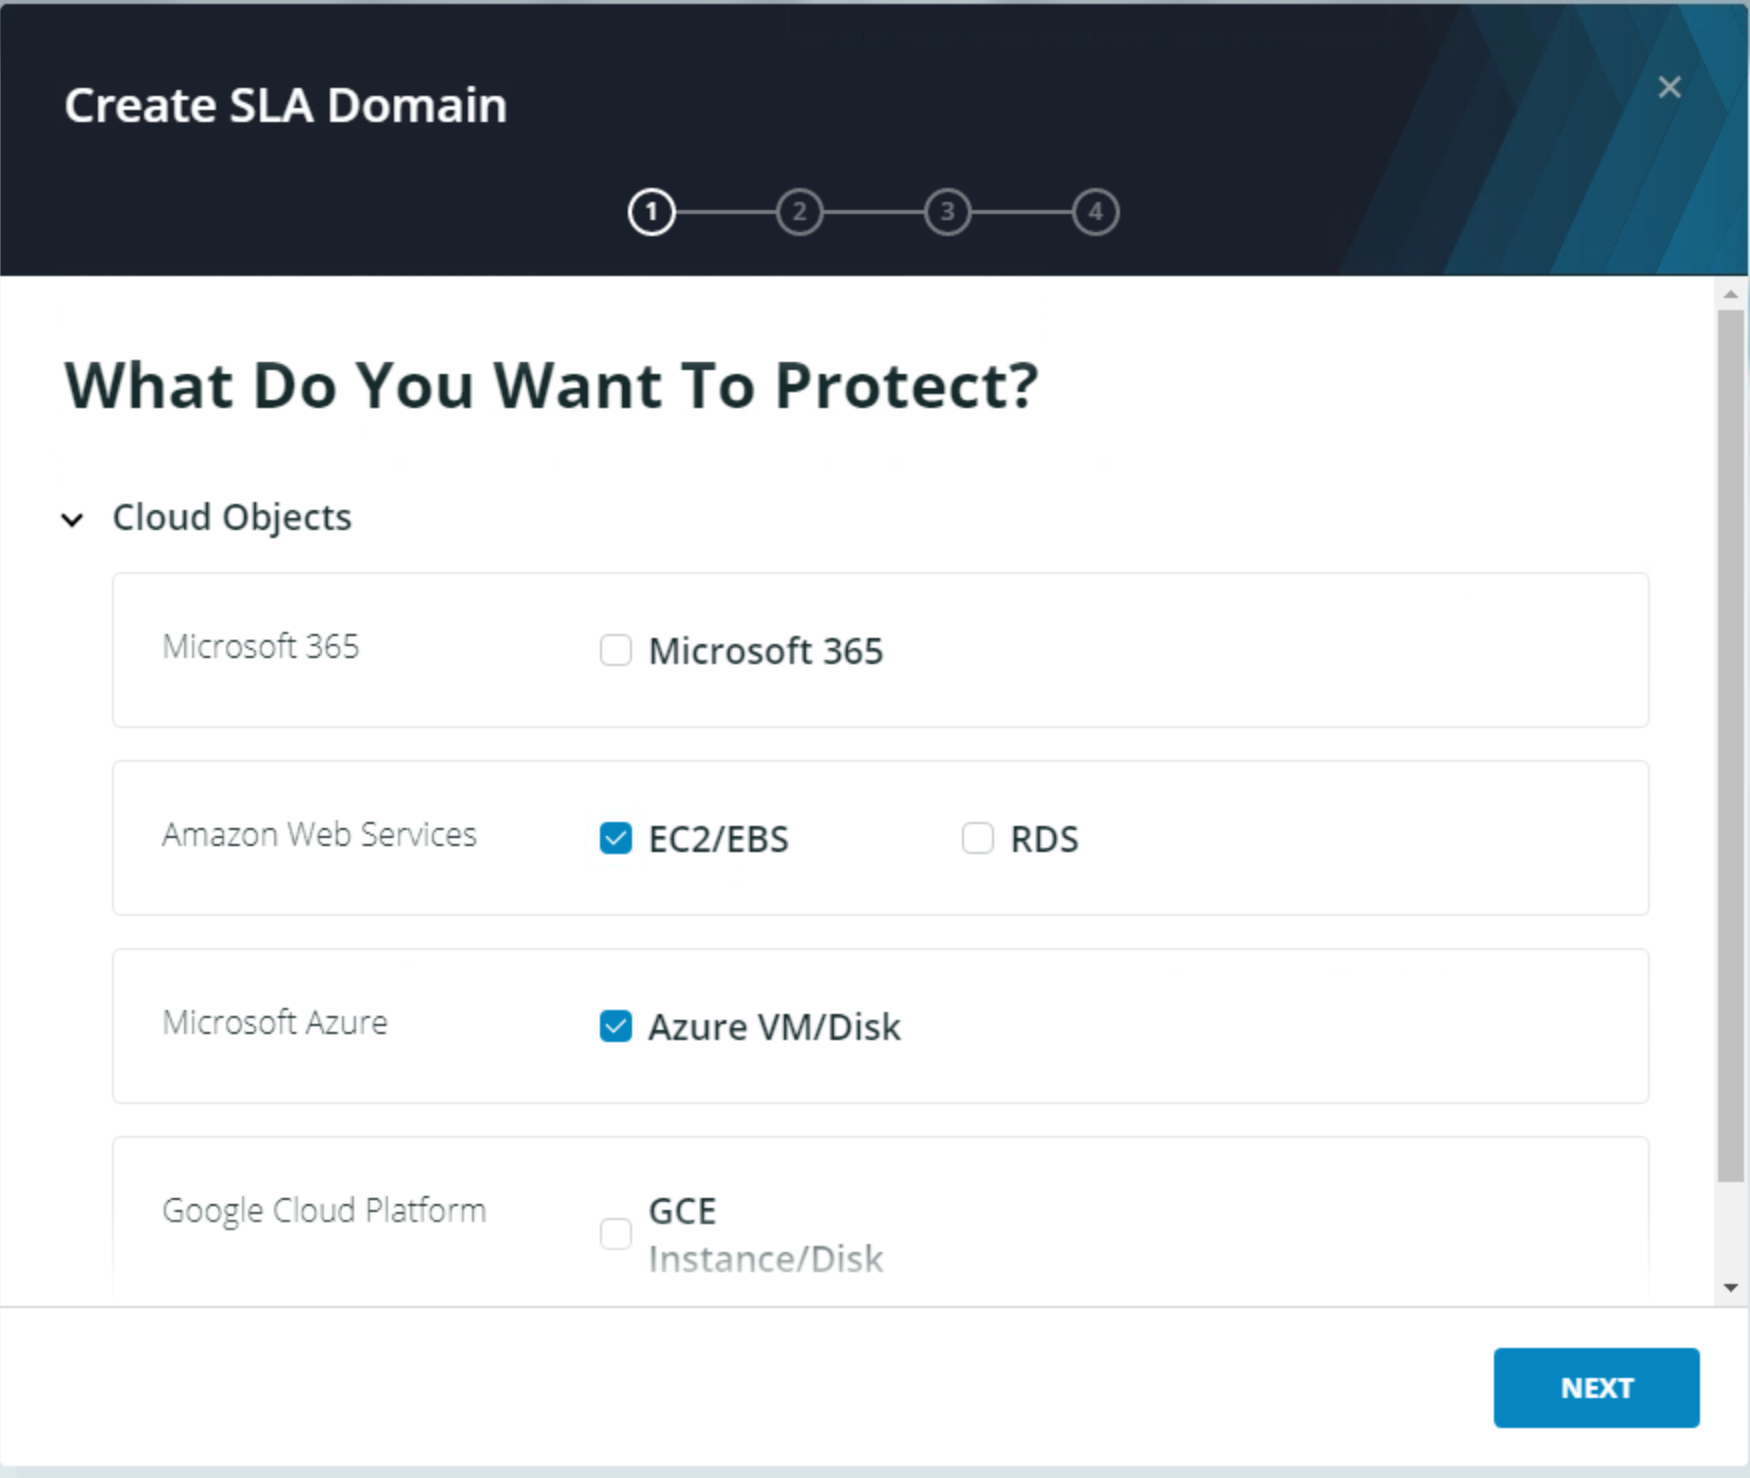 Create SLA Domain
1 2 3 4
What Do You Want To Protect?
Cloud Objects
Microsoft 365 Microsoft 365
Amazon Web Services EC2/EBS RDS
Microsoft Azure Azure VM/Disk
Google Cloud Platform GCE
Instance/Disk
NEXT